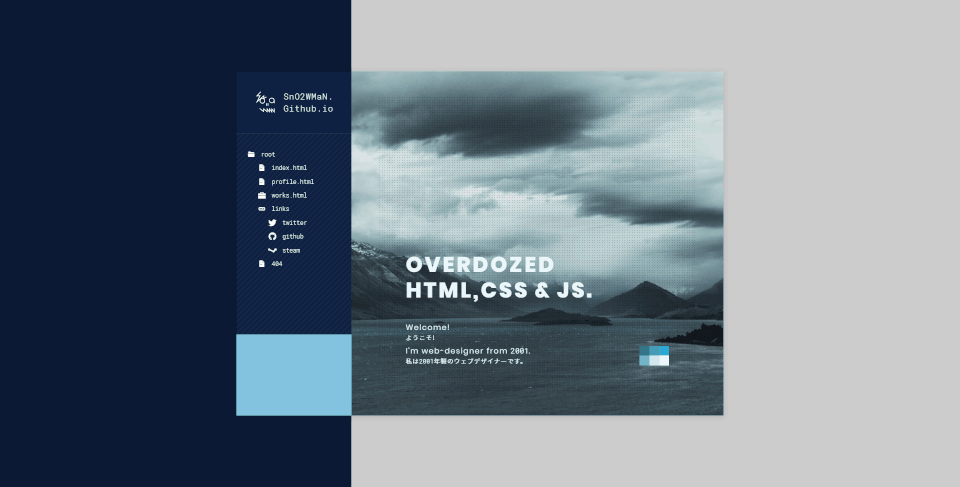 SnO2WMaN.
Github.io
root
index.html
profile.html
works.html
links
twitter
github
steam
404
OVERDOZED
HTML,CSS & JS.
Welcome!
ようこそ!
I'm web-designer from 2001.
私は2001年製のウェブデザイナーです。